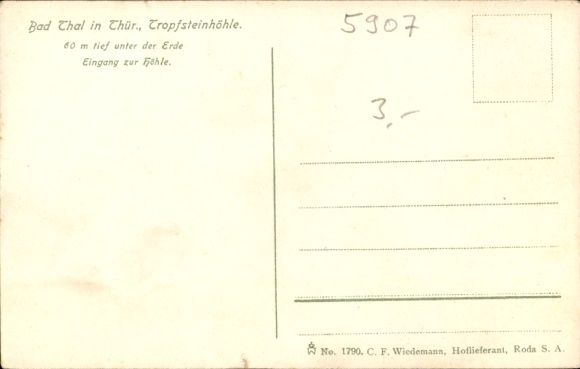 Bad Thal in Thür., Tropfsteinhöhle.
60 m tief unter der Erde
Eingang zur Höhle.
5907
3,-
No. 1790. C. F. Wiedemann, Hoflieferant, Roda S. A.